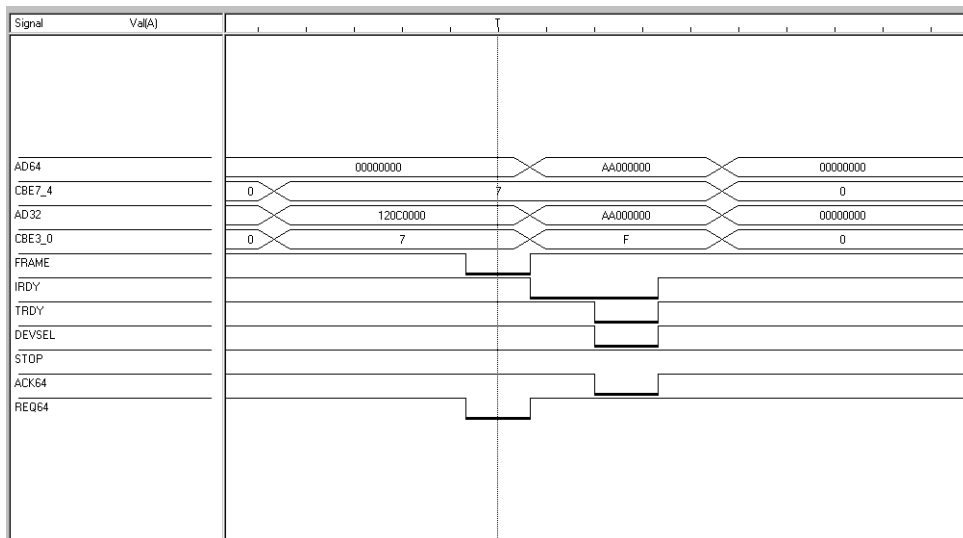 Signal Val(A) T
AD64 00000000 AA000000 00000000
CBE7_4 0 7 0
AD32 120C0000 AA000000 00000000
CBE3_0 0 7 F 0
FRAME
IRDY
TRDY
DEVSEL
STOP
ACK64
REQ64